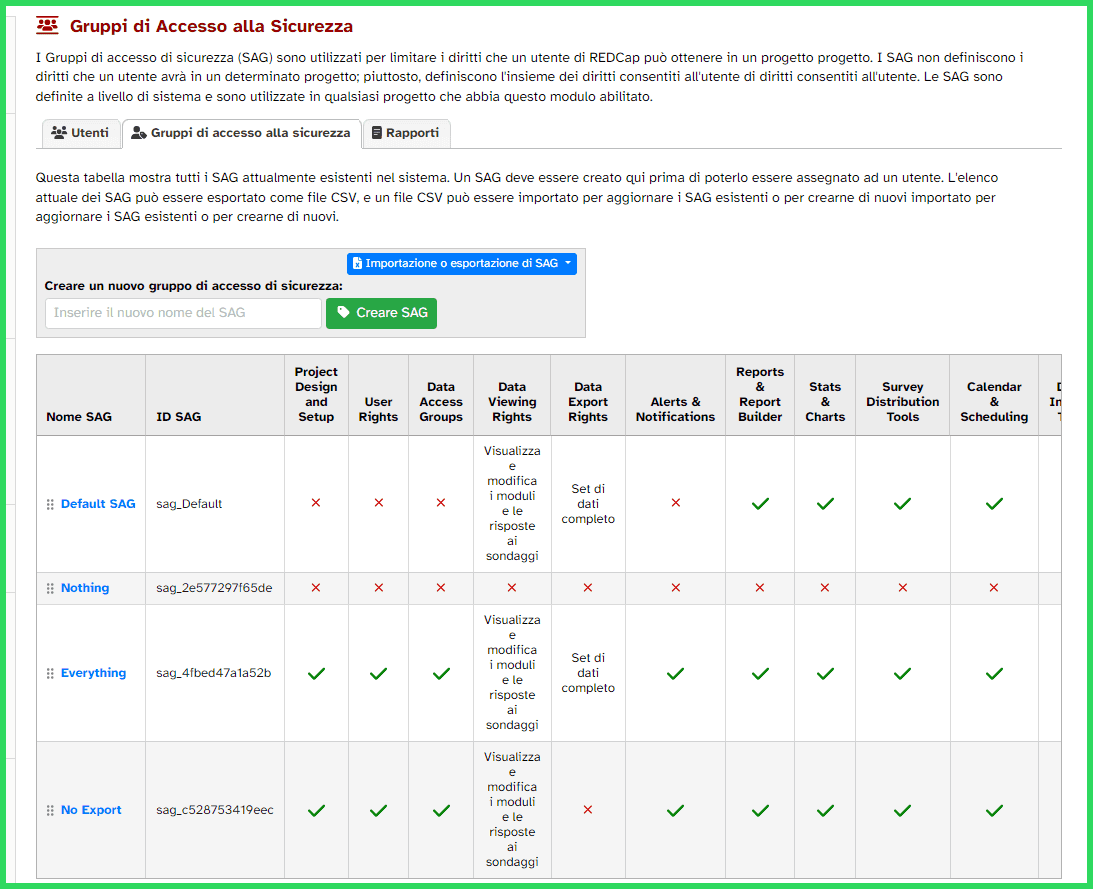 Gruppi di Accesso alla Sicurezza
I Gruppi di accesso di sicurezza (SAG) sono utilizzati per limitare i diritti che un utente di REDCap può ottenere in un progetto progetto. I SAG non definiscono i
diritti che un utente avrà in un determinato progetto; piuttosto, definiscono l'insieme dei diritti consentiti all'utente di diritti consentiti all'utente. Le SAG sono
definite a livello di sistema e sono utilizzate in qualsiasi progetto che abbia questo modulo abilitato.
Utenti Gruppi di accesso alla sicurezza Rapporti
Questa tabella mostra tutti i SAG attualmente esistenti nel sistema. Un SAG deve essere creato qui prima di poterlo essere assegnato ad un utente. L'elenco
attuale dei SAG può essere esportato come file CSV, e un file CSV può essere importato per aggiornare i SAG esistenti o per crearne di nuovi importato per
aggiornare i SAG esistenti o per crearne di nuovi.
Importazione o esportazione di SAG
Creare un nuovo gruppo di accesso di sicurezza:
Inserire il nuovo nome del SAG Creare SAG
Nome SAG
ID SAG
Project
Design
and
Setup
User
Rights
Data
Access
Groups
Data
Viewing
Rights
Data
Export
Rights
Alerts &
Notifications
Reports
&
Report
Builder
Stats
&
Charts
Survey
Distribution
Tools
Calendar
&
Scheduling
Default SAG
sag_Default
Visualizza
e
modifica
i moduli
e le
risposte
ai
sondaggi
Set di
dati
completo
Nothing
sag_2e577297f65de
Everything
sag_4fbed47a1a52b
Visualizza
e
modifica
i moduli
e le
risposte
ai
sondaggi
Set di
dati
completo
No Export
sag_c528753419eec
Visualizza
e
modifica
i moduli
e le
risposte
ai
sondaggi